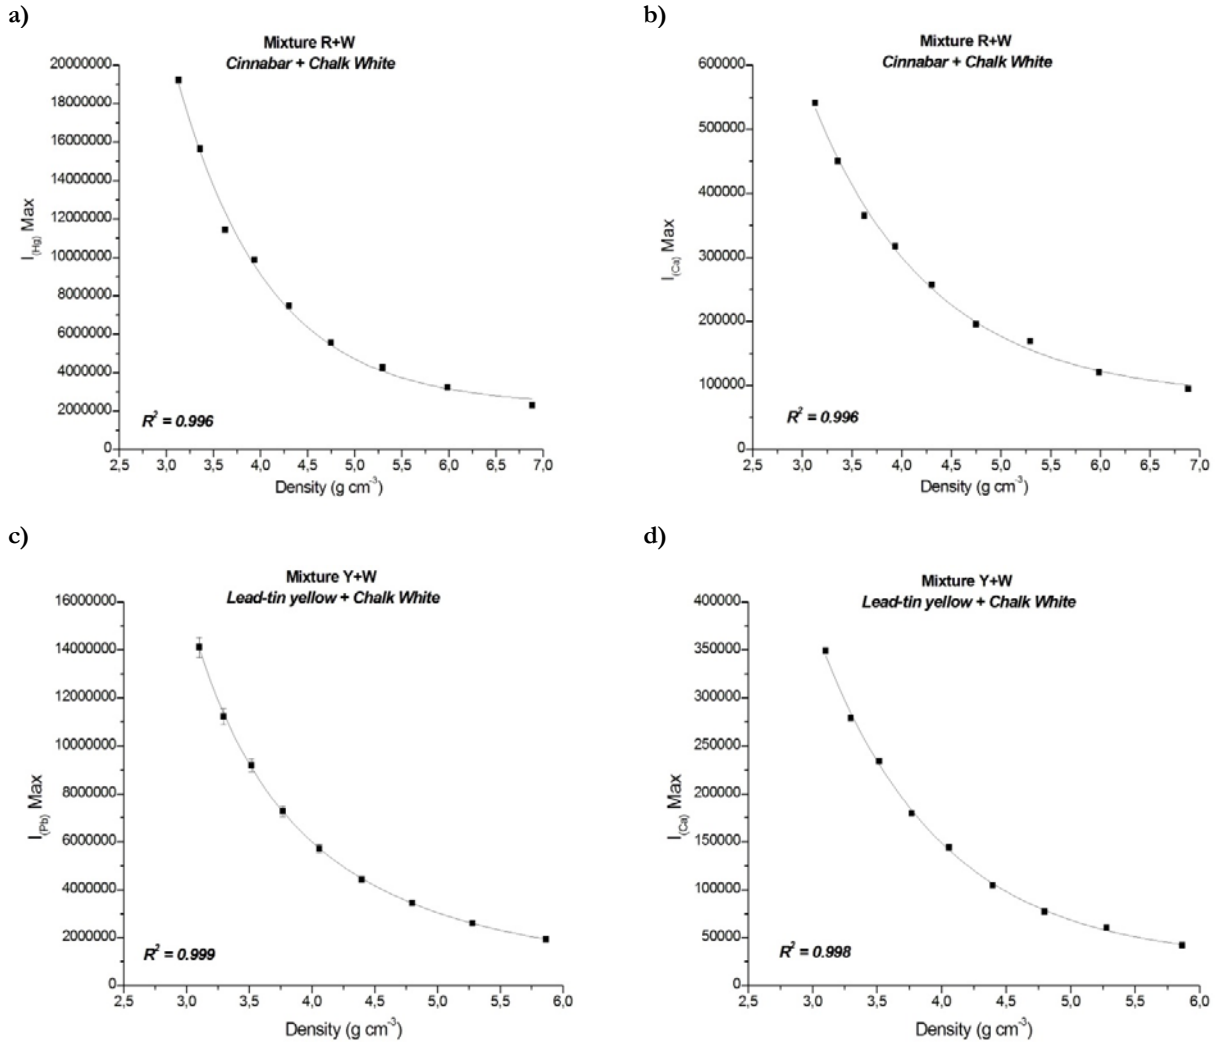 a)
Mixture R+W
Cinnabar + Chalk White
20000000
18000000
16000000
14000000
12000000
10000000
8000000
6000000
4000000
2000000
0
I(Hg) Max
R² = 0.996
2,5 3,0 3,5 4,0 4,5 5,0 5,5 6,0 6,5 7,0
Density (g cm⁻³)
b)
Mixture R+W
Cinnabar + Chalk White
600000
500000
400000
300000
200000
100000
0
I(Ca) Max
R² = 0.996
2,5 3,0 3,5 4,0 4,5 5,0 5,5 6,0 6,5 7,0
Density (g cm⁻³)
c)
Mixture Y+W
Lead-tin yellow + Chalk White
16000000
14000000
12000000
10000000
8000000
6000000
4000000
2000000
0
I(Pb) Max
R² = 0.999
2,5 3,0 3,5 4,0 4,5 5,0 5,5 6,0
Density (g cm⁻³)
d)
Mixture Y+W
Lead-tin yellow + Chalk White
400000
350000
300000
250000
200000
150000
100000
50000
0
I(Ca) Max
R² = 0.998
2,5 3,0 3,5 4,0 4,5 5,0 5,5 6,0
Density (g cm⁻³)